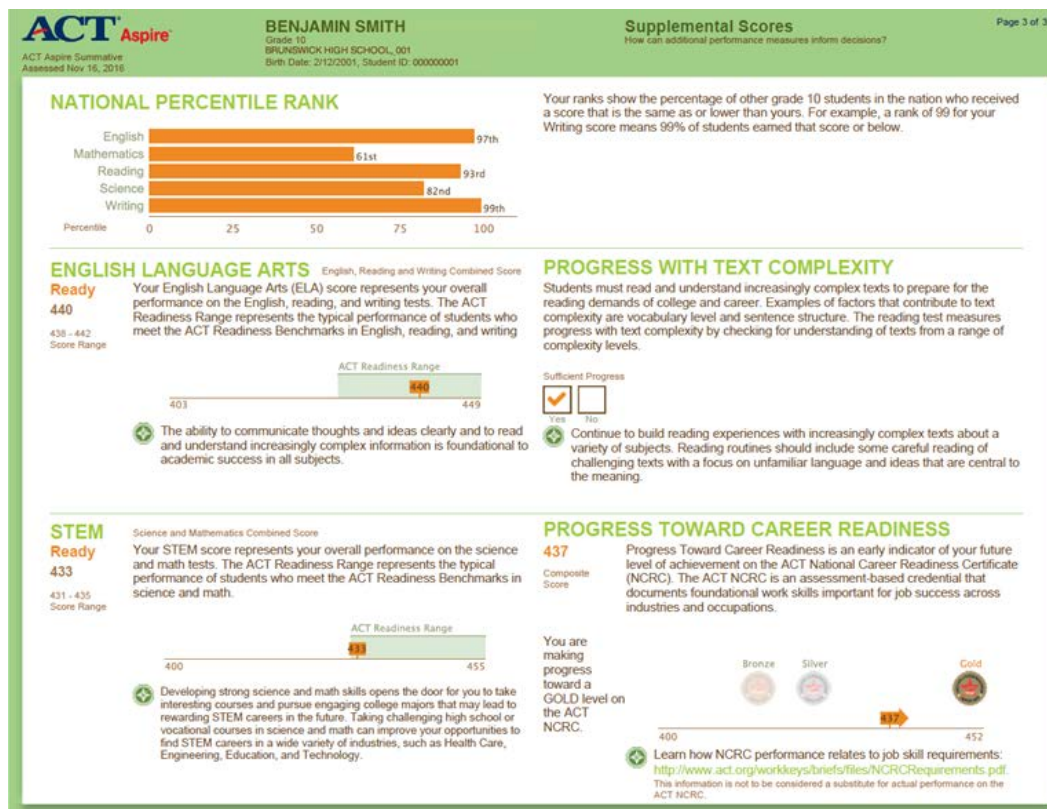 ACT Aspire
ACT Aspire Summative
Assessed Nov 16, 2016
BENJAMIN SMITH
Grade 10
BRUNSWICK HIGH SCHOOL, 001
Birth Date: 2/12/2001, Student ID: 000000001
Supplemental Scores
How can additional performance measures inform decisions?
Page 3 of 3
NATIONAL PERCENTILE RANK
English 97th
Mathematics 61st
Reading 93rd
Science 82nd
Writing 99th
Percentile 0 25 50 75 100
Your ranks show the percentage of other grade 10 students in the nation who received
a score that is the same as or lower than yours. For example, a rank of 99 for your
Writing score means 99% of students earned that score or below.
ENGLISH LANGUAGE ARTS English, Reading and Writing Combined Score
Ready
440
438 - 442
Score Range
Your English Language Arts (ELA) score represents your overall
performance on the English, reading, and writing tests. The ACT
Readiness Range represents the typical performance of students who
meet the ACT Readiness Benchmarks in English, reading, and writing
ACT Readiness Range
440
403 449
The ability to communicate thoughts and ideas clearly and to read
and understand increasingly complex information is foundational to
academic success in all subjects.
PROGRESS WITH TEXT COMPLEXITY
Students must read and understand increasingly complex texts to prepare for the
reading demands of college and career. Examples of factors that contribute to text
complexity are vocabulary level and sentence structure. The reading test measures
progress with text complexity by checking for understanding of texts from a range of
complexity levels.
Sufficient Progress
Yes No
Continue to build reading experiences with increasingly complex texts about a
variety of subjects. Reading routines should include some careful reading of
challenging texts with a focus on unfamiliar language and ideas that are central to
the meaning.
STEM Science and Mathematics Combined Score
Ready
433
431 - 435
Score Range
Your STEM score represents your overall performance on the science
and math tests. The ACT Readiness Range represents the typical
performance of students who meet the ACT Readiness Benchmarks in
science and math.
ACT Readiness Range
433
400 455
Developing strong science and math skills opens the door for you to take
interesting courses and pursue engaging college majors that may lead to
rewarding STEM careers in the future. Taking challenging high school or
vocational courses in science and math can improve your opportunities to
find STEM careers in a wide variety of industries, such as Health Care,
Engineering, Education, and Technology.
PROGRESS TOWARD CAREER READINESS
437
Composite
Score
Progress Toward Career Readiness is an early indicator of your future
level of achievement on the ACT National Career Readiness Certificate
(NCRC). The ACT NCRC is an assessment-based credential that
documents foundational work skills important for job success across
industries and occupations.
You are
making
progress
toward a
GOLD level on
the ACT
NCRC.
Bronze Silver Gold
437
400 452
Learn how NCRC performance relates to job skill requirements:
http://www.act.org/workkeys/briefs/files/NCRCRequirements.pdf.
This information is not to be considered a substitute for actual performance on the
ACT NCRC.